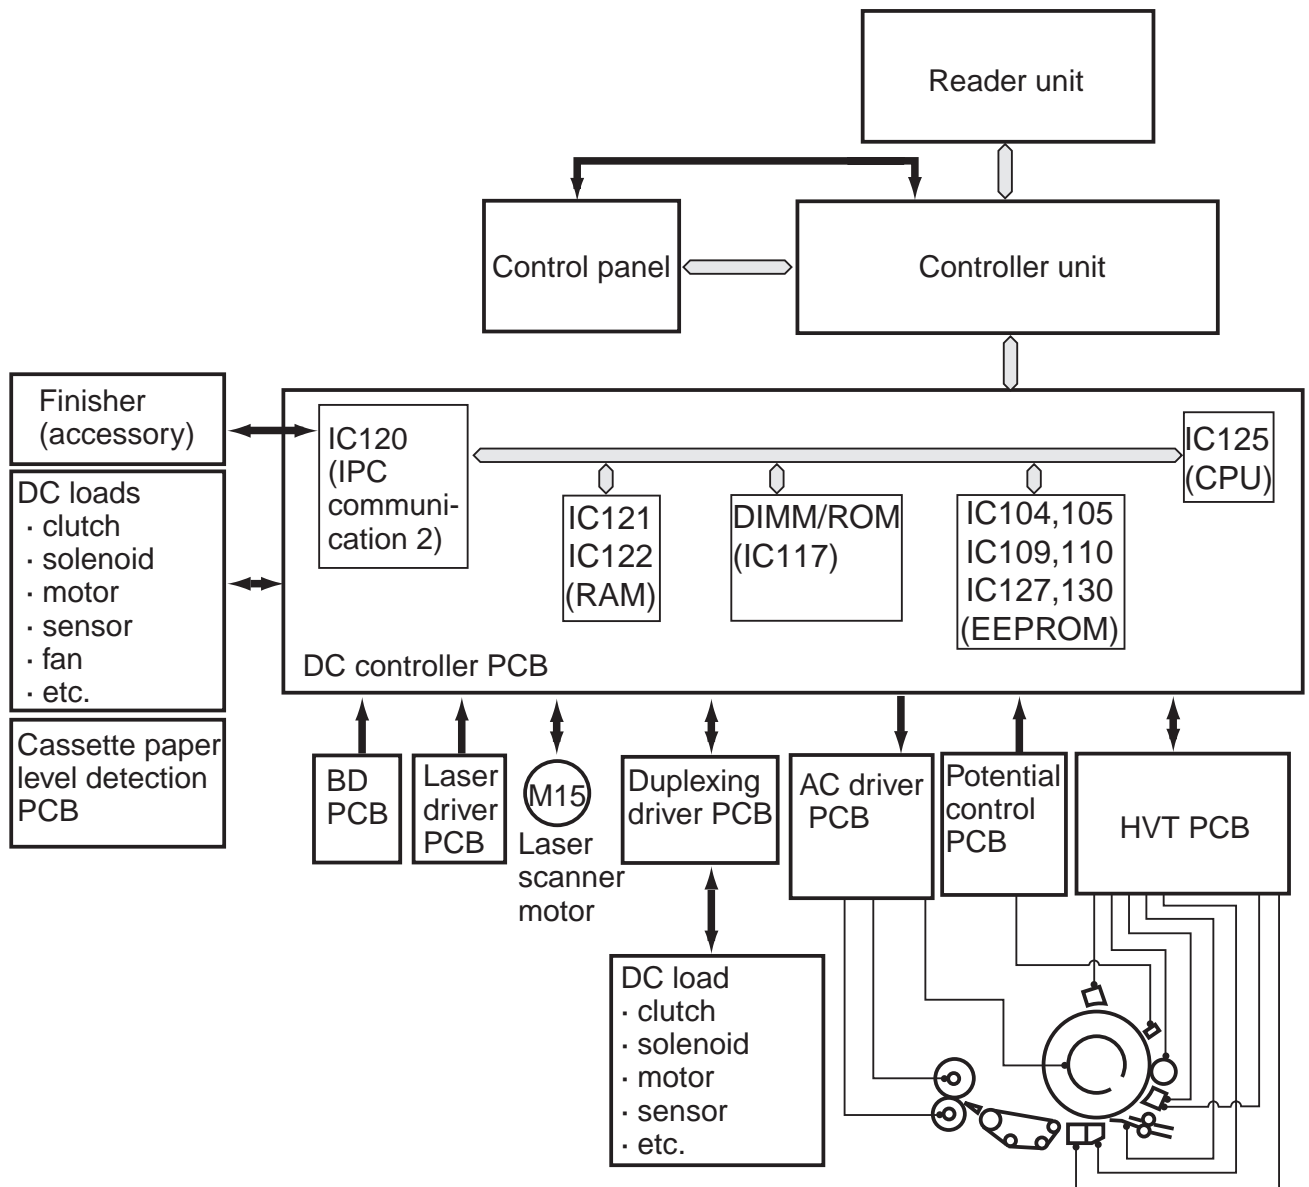 Reader unit
Control panel
Controller unit
Finisher
(accessory)
DC loads
· clutch
· solenoid
· motor
· sensor
· fan
· etc.
Cassette paper
level detection
PCB
IC120
(IPC
communi-
cation 2)
IC121
IC122
(RAM)
DIMM/ROM
(IC117)
IC104,105
IC109,110
IC127,130
(EEPROM)
IC125
(CPU)
DC controller PCB
BD
PCB
Laser
driver
PCB
M15
Laser
scanner
motor
Duplexing
driver PCB
AC driver
PCB
Potential
control
PCB
HVT PCB
DC load
· clutch
· solenoid
· motor
· sensor
· etc.